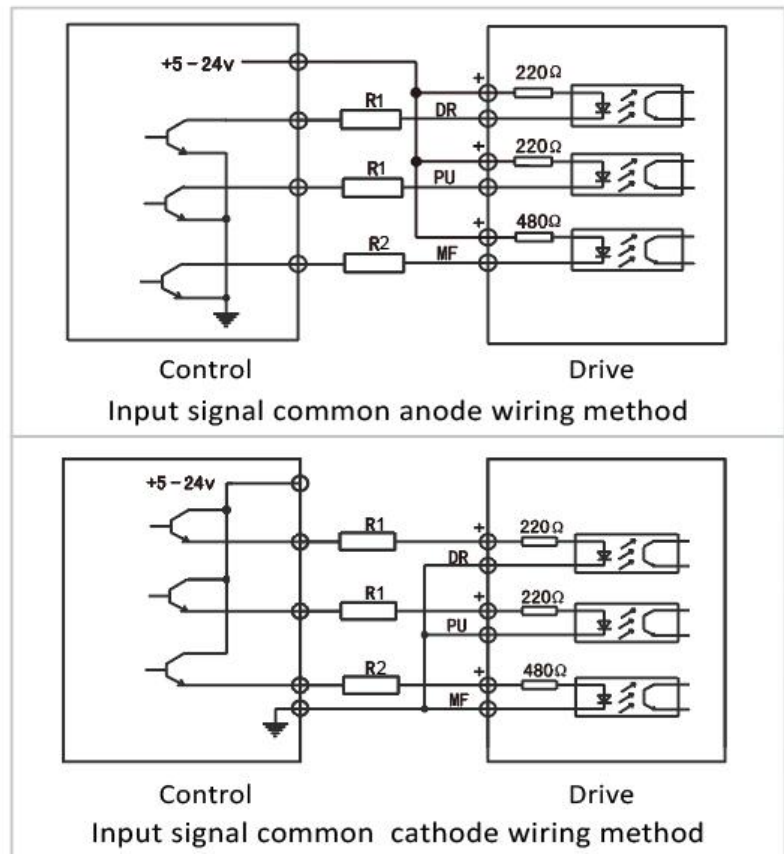 +5-24v
220Ω
R1
DR
220Ω
R1
PU
480Ω
R2
MF
Control
Drive
Input signal common anode wiring method
+5-24v
R1
220Ω
DR
R1
220Ω
PU
R2
480Ω
MF
Control
Drive
Input signal common cathode wiring method